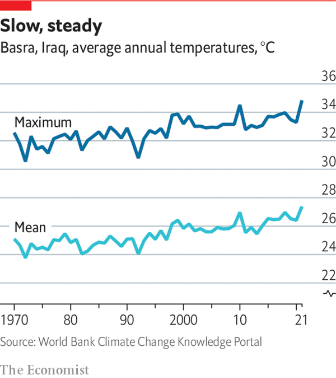 Slow, steady
Basra, Iraq, average annual temperatures, °C
36
34
Maximum
32
30
28
26
Mean
24
22
1970 80 90 2000 10 21
Source: World Bank Climate Change Knowledge Portal
The Economist